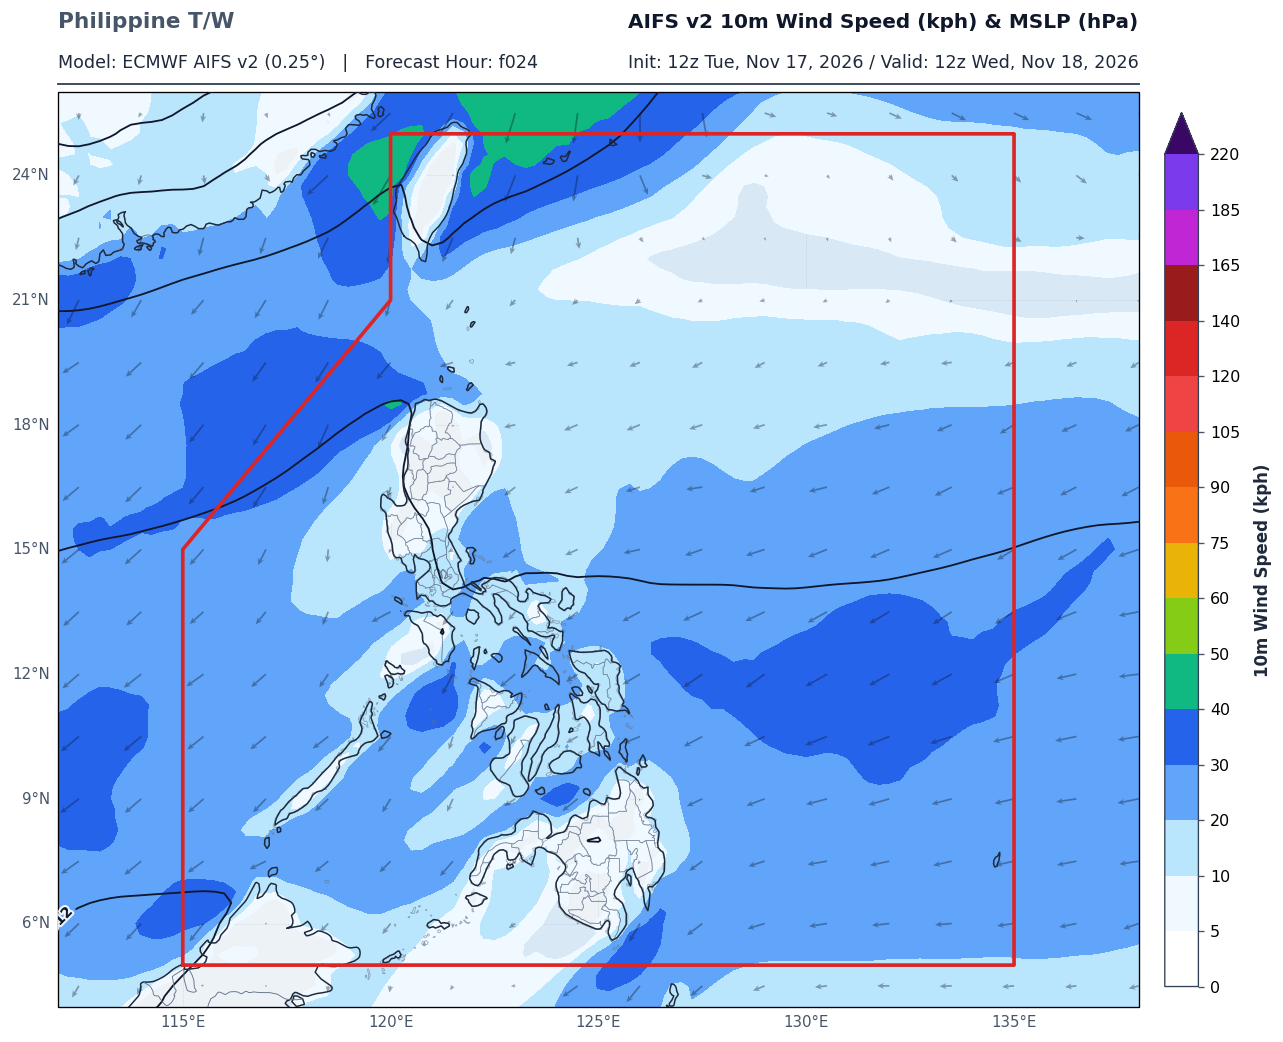 Philippine T/W
AIFS v2 10m Wind Speed (kph) & MSLP (hPa)
Model: ECMWF AIFS v2 (0.25°) | Forecast Hour: f024
Init: 12z Tue, Nov 17, 2026 / Valid: 12z Wed, Nov 18, 2026
24°N
21°N
18°N
15°N
12°N
9°N
6°N
12
115°E
120°E
125°E
130°E
135°E
220
185
165
140
120
105
90
75
60
50
40
30
20
10
5
0
10m Wind Speed (kph)